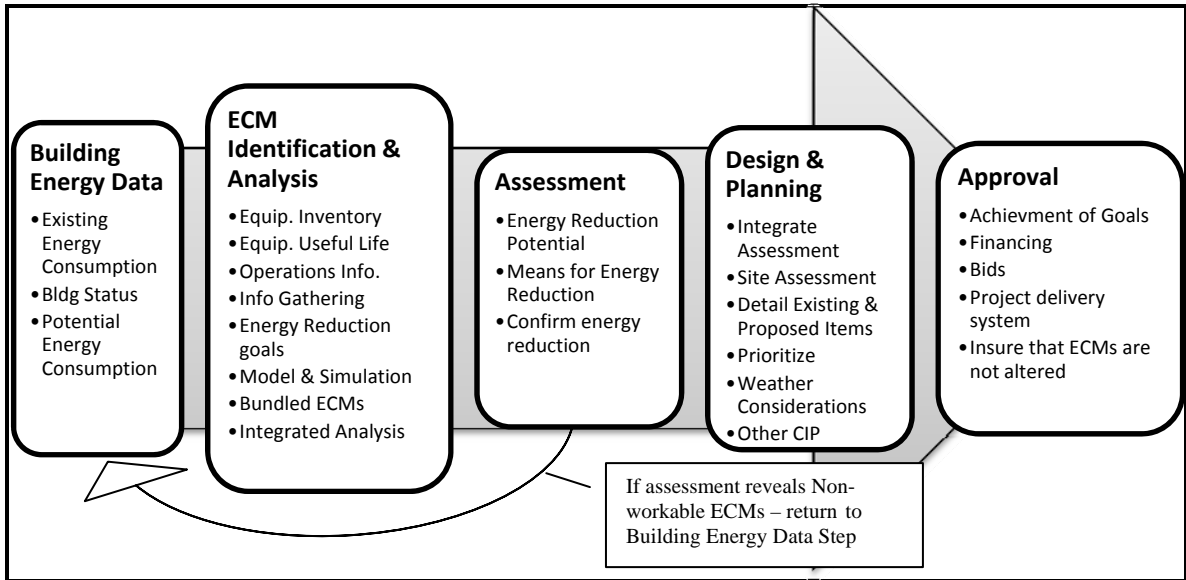 Building
Energy Data
•Existing
Energy
Consumption
•Bldg Status
•Potential
Energy
Consumption
ECM
Identification &
Analysis
•Equip. Inventory
•Equip. Useful Life
•Operations Info.
•Info Gathering
•Energy Reduction
goals
•Model & Simulation
•Bundled ECMs
•Integrated Analysis
Assessment
•Energy Reduction
Potential
•Means for Energy
Reduction
•Confirm energy
reduction
Design &
Planning
•Integrate
Assessment
•Site Assessment
•Detail Existing &
Proposed Items
•Prioritize
•Weather
Considerations
•Other CIP
Approval
•Achievment of Goals
•Financing
•Bids
•Project delivery
system
•Insure that ECMs are
not altered
If assessment reveals Non-
workable ECMs – return to
Building Energy Data Step